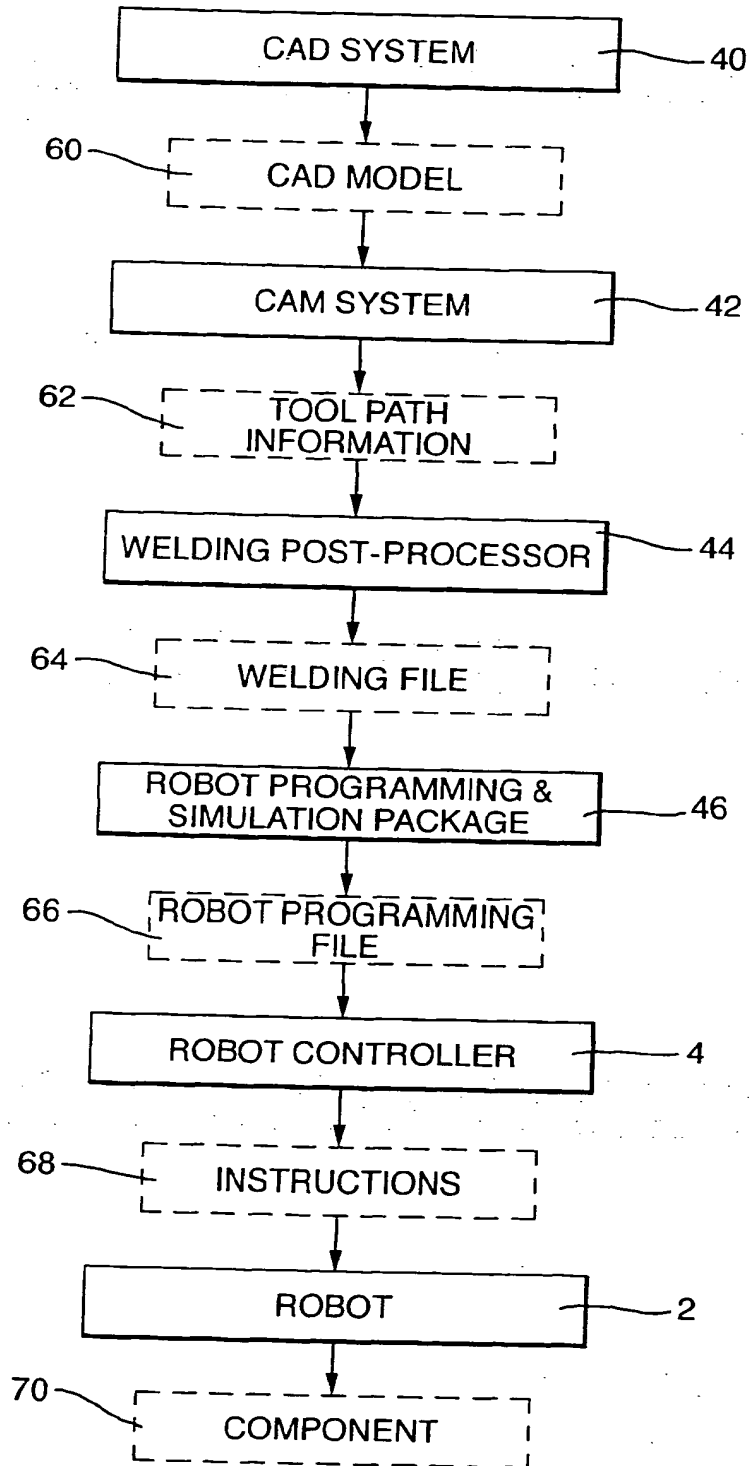 CAD SYSTEM
40
60
CAD MODEL
CAM SYSTEM
42
62
TOOL PATH
INFORMATION
WELDING POST-PROCESSOR
44
64
WELDING FILE
ROBOT PROGRAMMING &
SIMULATION PACKAGE
46
66
ROBOT PROGRAMMING
FILE
ROBOT CONTROLLER
4
68
INSTRUCTIONS
ROBOT
2
70
COMPONENT